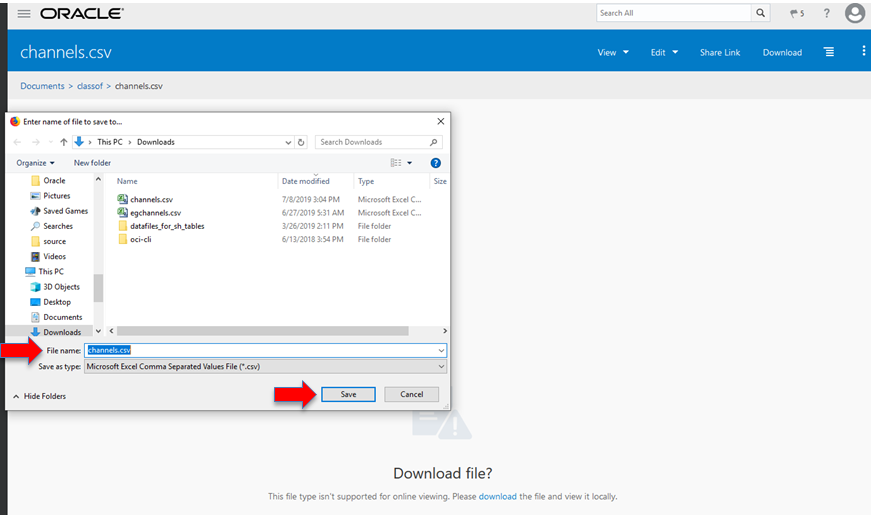 ORACLE®
Search All
5
?
channels.csv
View
Edit
Share Link
Download
Documents > classof > channels.csv
Enter name of file to save to...
This PC > Downloads
Search Downloads
Organize
New folder
?
Oracle
Pictures
Saved Games
Searches
source
Videos
This PC
3D Objects
Desktop
Documents
Downloads
Name Date modified Type Size
channels.csv 7/8/2019 3:04 PM Microsoft Excel C...
egchannels.csv 6/27/2019 5:31 AM Microsoft Excel C...
datafiles_for_sh_tables 3/26/2019 2:11 PM File folder
oci-cli 6/13/2018 3:54 PM File folder
File name: channels.csv
Save as type: Microsoft Excel Comma Separated Values File (*.csv)
Hide Folders
Save
Cancel
Download file?
This file type isn't supported for online viewing. Please download the file and view it locally.